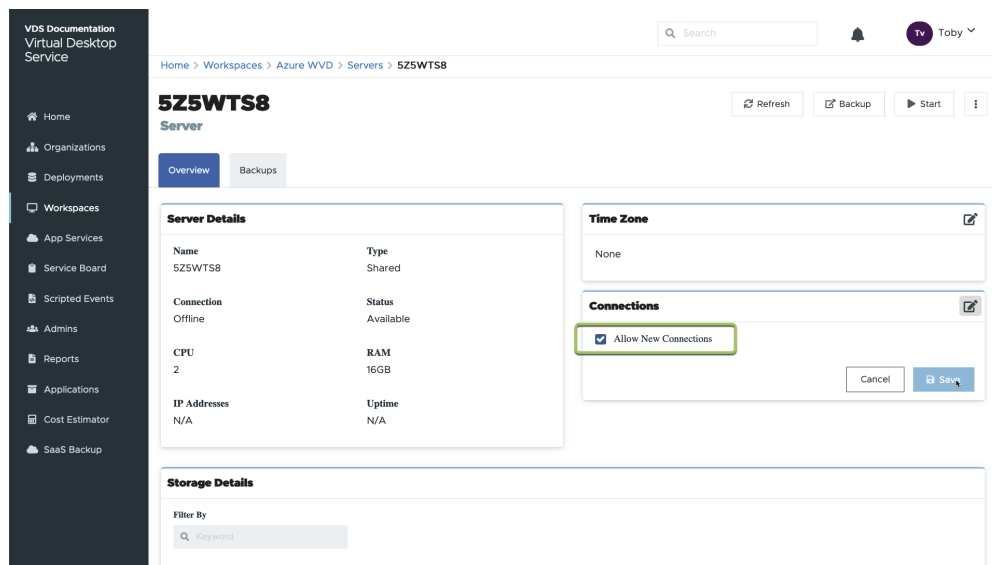 VDS Documentation
Virtual Desktop
Service
Search
Tv Toby
Home > Workspaces > Azure WVD > Servers > 5Z5WTS8
5Z5WTS8
Server
Refresh Backup Start
Home
Organizations
Deployments
Workspaces
App Services
Service Board
Scripted Events
Admins
Reports
Applications
Cost Estimator
SaaS Backup
Overview Backups
Server Details
Name Type
5Z5WTS8 Shared
Connection Status
Offline Available
CPU RAM
2 16GB
IP Addresses Uptime
N/A N/A
Time Zone
None
Connections
Allow New Connections
Cancel Save
Storage Details
Filter By
Keyword